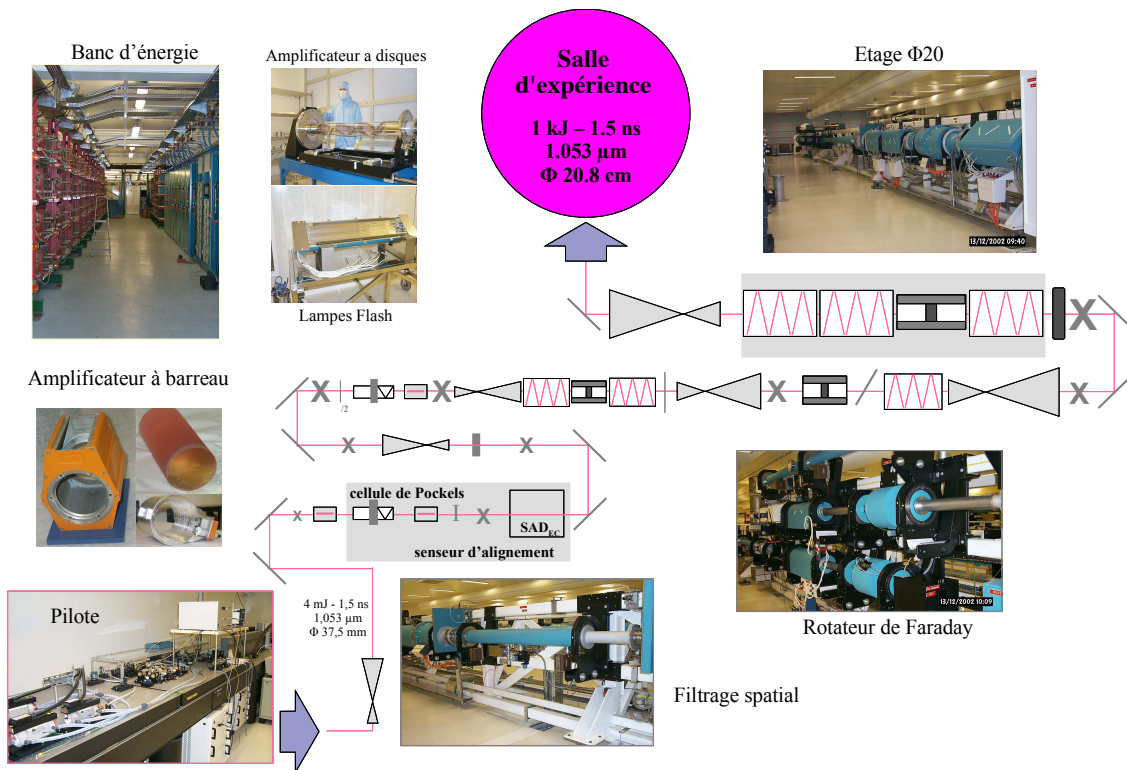 Banc d'énergie
Amplificateur a disques
Salle
d'expérience
1 kJ – 1.5 ns
1.053 µm
Φ 20.8 cm
Etage Φ20
13/12/2002 09:40
Lampes Flash
Amplificateur à barreau
/2
cellule de Pockels
SAD EC
senseur d'alignement
4 mJ - 1,5 ns
1,053 µm
Φ 37,5 mm
Pilote
13/12/2002 10:09
Rotateur de Faraday
Filtrage spatial